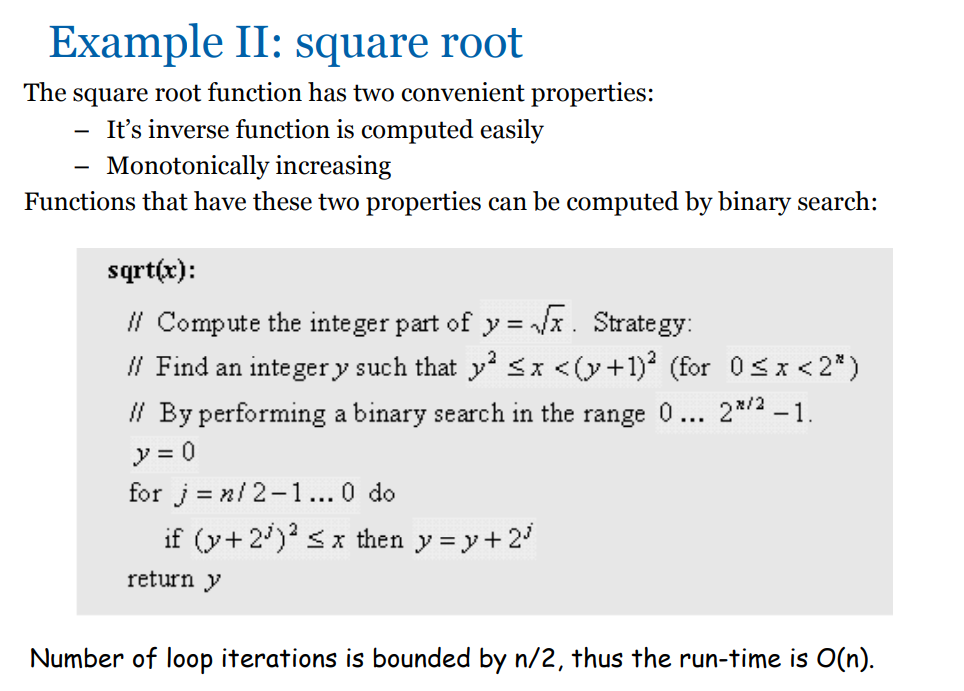 Example II: square root
The square root function has two convenient properties:
– It's inverse function is computed easily
– Monotonically increasing
Functions that have these two properties can be computed by binary search:
sqrt(x):
// Compute the integer part of y = √x. Strategy:
// Find an integer y such that y² ≤ x < (y+1)² (for 0 ≤ x < 2ⁿ)
// By performing a binary search in the range 0 ... 2^(n/2) – 1.
y = 0
for j = n/2 – 1 ... 0 do
if (y + 2^j)² ≤ x then y = y + 2^j
return y
Number of loop iterations is bounded by n/2, thus the run-time is O(n).